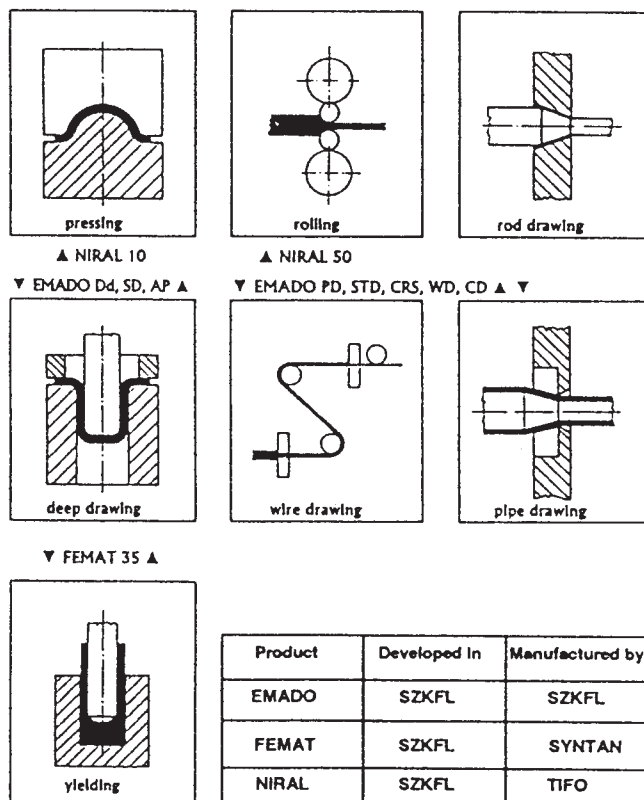 pressing
rolling
rod drawing
▲ NIRAL 10
▲ NIRAL 50
▼ EMADO Dd, SD, AP ▲
▼ EMADO PD, STD, CRS, WD, CD ▲ ▼
deep drawing
wire drawing
pipe drawing
▼ FEMAT 35 ▲
yielding
Product Developed in Manufactured by
EMADO SZKFL SZKFL
FEMAT SZKFL SYNTAN
NIRAL SZKFL TIFO